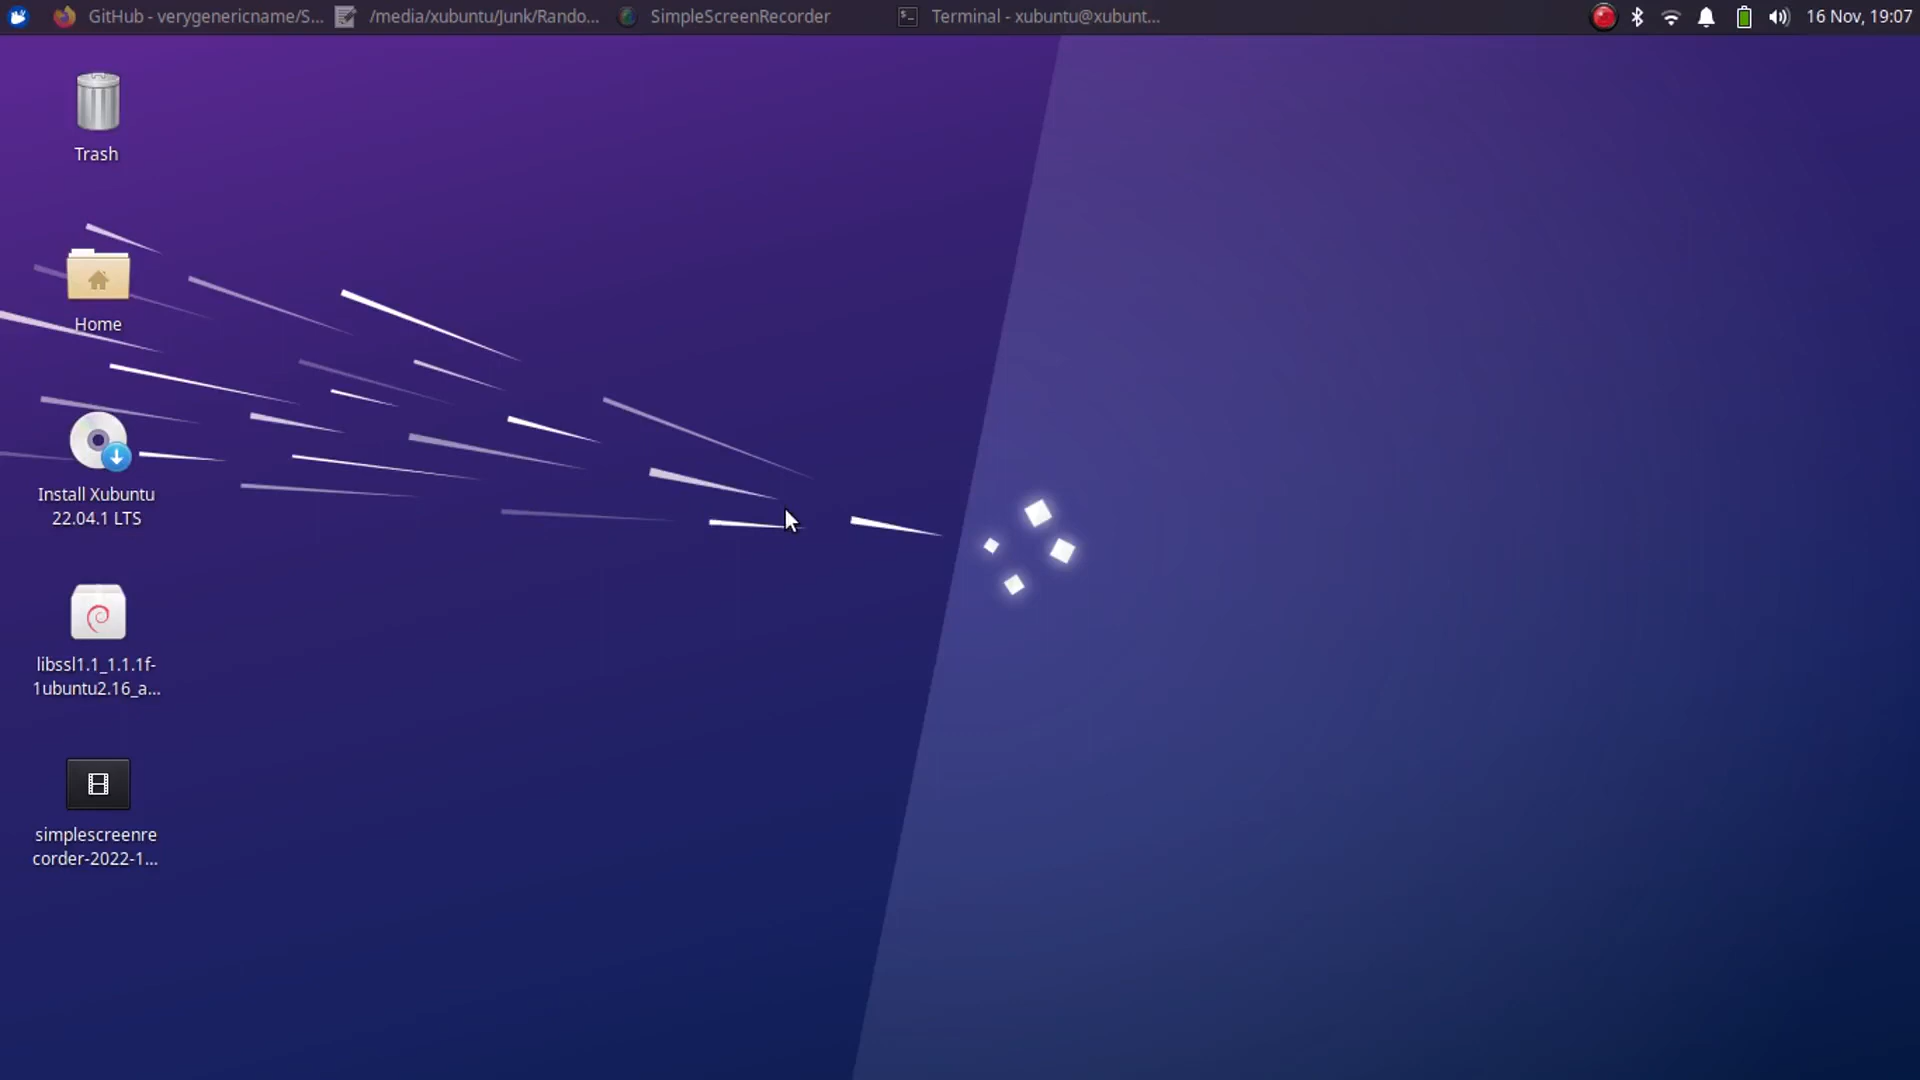 GitHub - verygenericname/S...
/media/xubuntu/Junk/Rando...
SimpleScreenRecorder
Terminal - xubuntu@xubunt...
16 Nov, 19:07
Trash
Home
Install Xubuntu
22.04.1 LTS
libssl1.1_1.1.1f-
1ubuntu2.16_a...
simplescreenre
corder-2022-1...